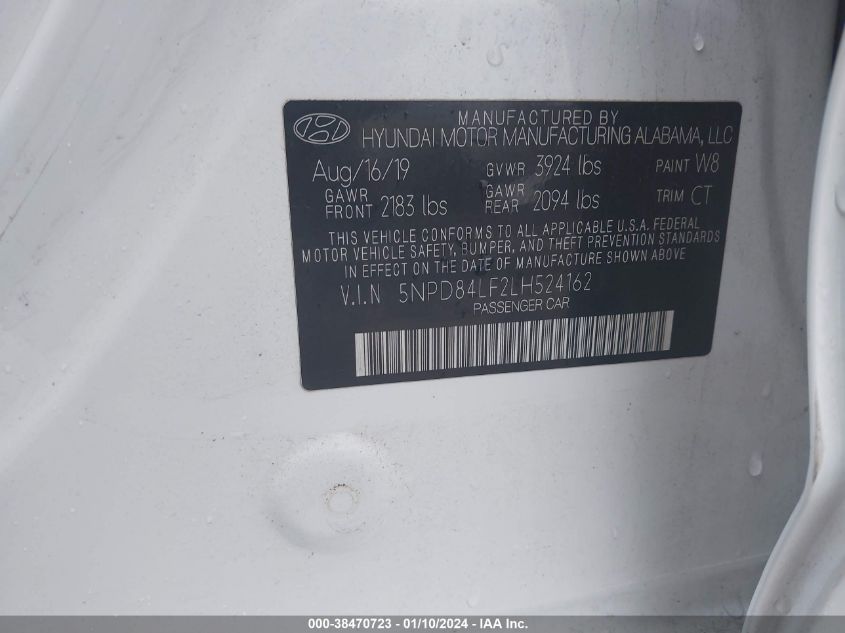 MANUFACTURED BY
HYUNDAI MOTOR MANUFACTURING ALABAMA, LLC
Aug/16/19 GVWR 3924 lbs PAINT W8
GAWR FRONT 2183 lbs GAWR REAR 2094 lbs TRIM CT
THIS VEHICLE CONFORMS TO ALL APPLICABLE U.S.A. FEDERAL
MOTOR VEHICLE SAFETY, BUMPER, AND THEFT PREVENTION STANDARDS
IN EFFECT ON THE DATE OF MANUFACTURE SHOWN ABOVE
V.I.N 5NPD84LF2LH524162
PASSENGER CAR
000-38470723 - 01/10/2024 - IAA Inc.